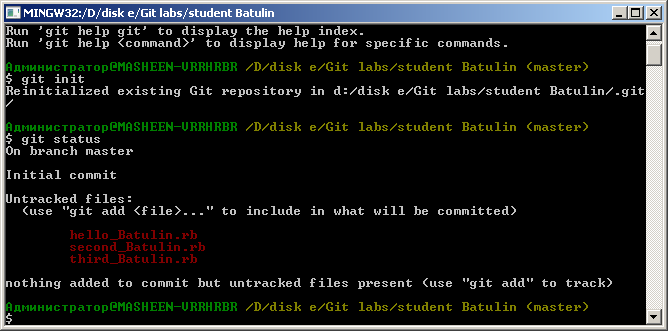 MINGW32:/D/disk e/Git labs/student Batulin
Run 'git help git' to display the help index.
Run 'git help <command>' to display help for specific commands.
Администратор@MASHEEN-VRRHRBR /D/disk e/Git labs/student Batulin (master)
$ git init
Reinitialized existing Git repository in d:/disk e/Git labs/student Batulin/.git
/
Администратор@MASHEEN-VRRHRBR /D/disk e/Git labs/student Batulin (master)
$ git status
On branch master
Initial commit
Untracked files:
(use "git add <file>..." to include in what will be committed)
hello_Batulin.rb
second_Batulin.rb
third_Batulin.rb
nothing added to commit but untracked files present (use "git add" to track)
Администратор@MASHEEN-VRRHRBR /D/disk e/Git labs/student Batulin (master)
$